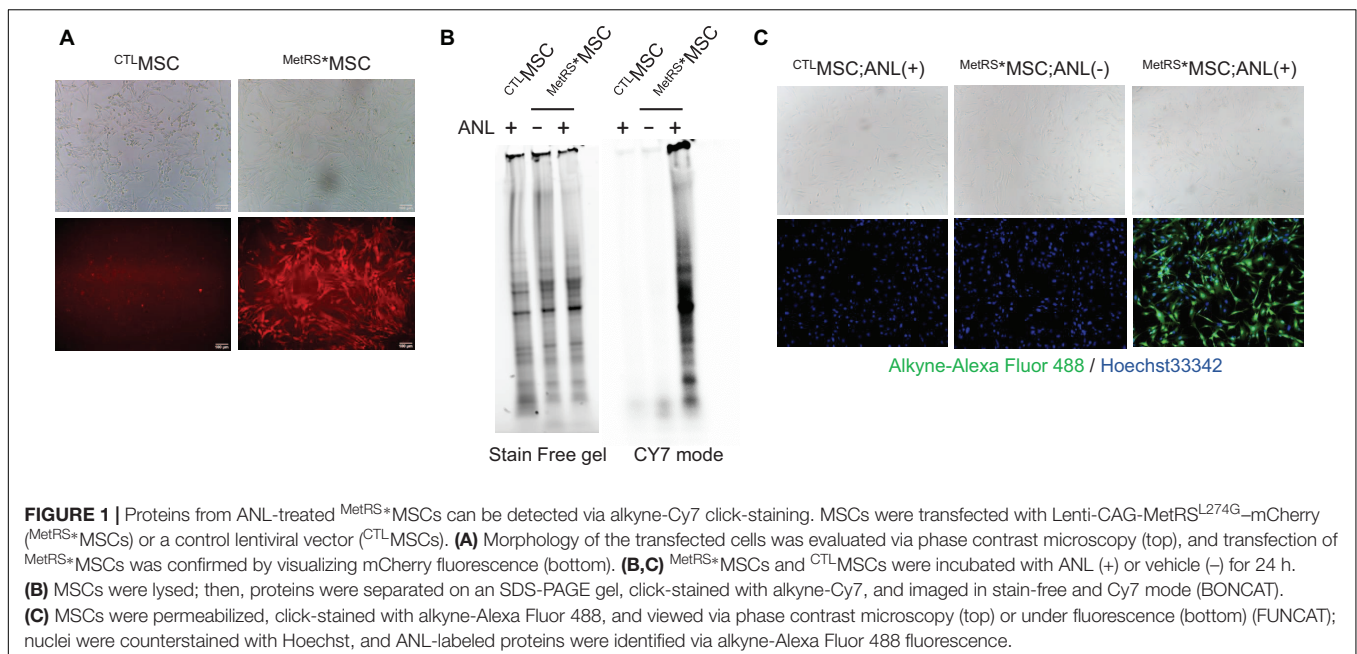 A
CTLMSC MetRS*MSC
B
CTLMSC MetRS*MSC CTLMSC MetRS*MSC
ANL + − + + − +
Stain Free gel CY7 mode
C
CTLMSC;ANL(+) MetRS*MSC;ANL(-) MetRS*MSC;ANL(+)
Alkyne-Alexa Fluor 488 / Hoechst33342
FIGURE 1 | Proteins from ANL-treated MetRS*MSCs can be detected via alkyne-Cy7 click-staining. MSCs were transfected with Lenti-CAG-MetRSL274G–mCherry
(MetRS*MSCs) or a control lentiviral vector (CTLMSCs). (A) Morphology of the transfected cells was evaluated via phase contrast microscopy (top), and transfection of
MetRS*MSCs was confirmed by visualizing mCherry fluorescence (bottom). (B,C) MetRS*MSCs and CTLMSCs were incubated with ANL (+) or vehicle (–) for 24 h.
(B) MSCs were lysed; then, proteins were separated on an SDS-PAGE gel, click-stained with alkyne-Cy7, and imaged in stain-free and Cy7 mode (BONCAT).
(C) MSCs were permeabilized, click-stained with alkyne-Alexa Fluor 488, and viewed via phase contrast microscopy (top) or under fluorescence (bottom) (FUNCAT);
nuclei were counterstained with Hoechst, and ANL-labeled proteins were identified via alkyne-Alexa Fluor 488 fluorescence.